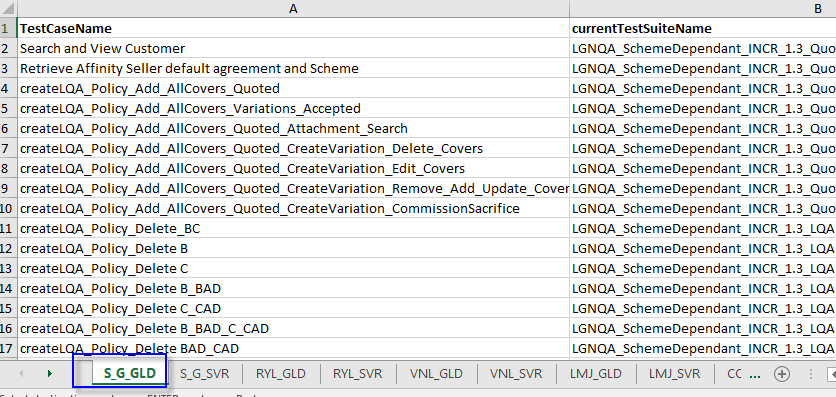 A B
1 TestCaseName currentTestSuiteName
2 Search and View Customer LGNQA_SchemeDependant_INCR_1.3_Quo
3 Retrieve Affinity Seller default agreement and Scheme LGNQA_SchemeDependant_INCR_1.3_Quo
4 createLQA_Policy_Add_AllCovers_Quoted LGNQA_SchemeDependant_INCR_1.3_Quo
5 createLQA_Policy_Add_AllCovers_Variations_Accepted LGNQA_SchemeDependant_INCR_1.3_Quo
6 createLQA_Policy_Add_AllCovers_Quoted_Attachment_Search LGNQA_SchemeDependant_INCR_1.3_Quo
7 createLQA_Policy_Add_AllCovers_Quoted_CreateVariation_Delete_Covers LGNQA_SchemeDependant_INCR_1.3_Quo
8 createLQA_Policy_Add_AllCovers_Quoted_CreateVariation_Edit_Covers LGNQA_SchemeDependant_INCR_1.3_Quo
9 createLQA_Policy_Add_AllCovers_Quoted_CreateVariation_Remove_Add_Update_Cover LGNQA_SchemeDependant_INCR_1.3_Quo
10 createLQA_Policy_Add_AllCovers_Quoted_CreateVariation_CommissionSacrifice LGNQA_SchemeDependant_INCR_1.3_Quo
11 createLQA_Policy_Delete_BC LGNQA_SchemeDependant_INCR_1.3_LQA
12 createLQA_Policy_Delete B LGNQA_SchemeDependant_INCR_1.3_LQA
13 createLQA_Policy_Delete C LGNQA_SchemeDependant_INCR_1.3_LQA
14 createLQA_Policy_Delete B_BAD LGNQA_SchemeDependant_INCR_1.3_LQA
15 createLQA_Policy_Delete C_CAD LGNQA_SchemeDependant_INCR_1.3_LQA
16 createLQA_Policy_Delete B_BAD_C_CAD LGNQA_SchemeDependant_INCR_1.3_LQA
17 createLQA_Policy_Delete BAD_CAD LGNQA_SchemeDependant_INCR_1.3_LQA
S_G_GLD S_G_SVR RYL_GLD RYL_SVR VNL_GLD VNL_SVR LMJ_GLD LMJ_SVR CC ...